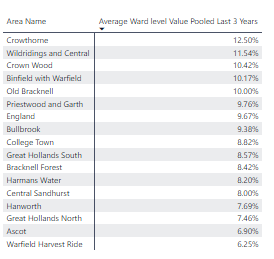 Area Name Average Ward level Value Pooled Last 3 Years
Crowthorne 12.50%
Wildridings and Central 11.54%
Crown Wood 10.42%
Binfield with Warfield 10.17%
Old Bracknell 10.00%
Priestwood and Garth 9.76%
England 9.67%
Bullbrook 9.38%
College Town 8.82%
Great Hollands South 8.57%
Bracknell Forest 8.42%
Harmans Water 8.20%
Central Sandhurst 8.00%
Hanworth 7.69%
Great Hollands North 7.46%
Ascot 6.90%
Warfield Harvest Ride 6.25%